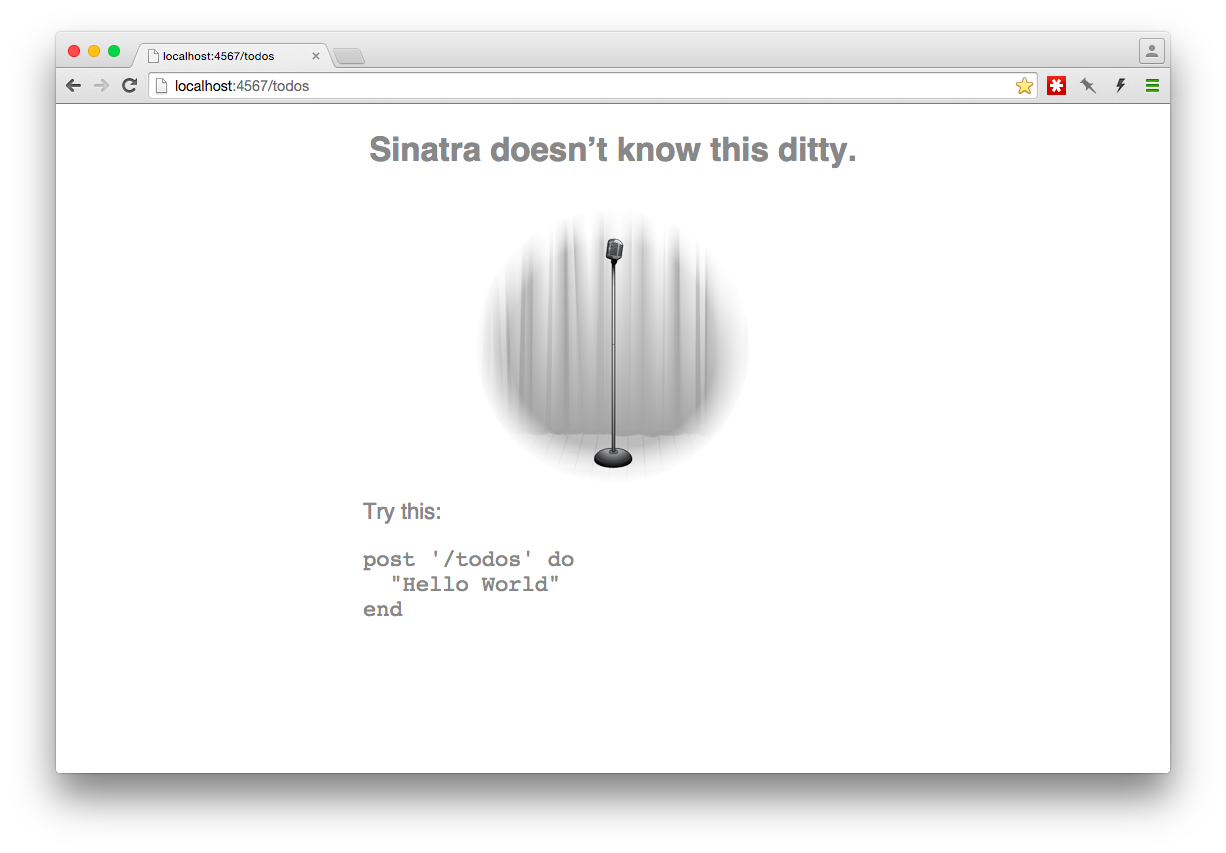 localhost:4567/todos
localhost:4567/todos
Sinatra doesn’t know this ditty.
Try this:
post '/todos' do
  "Hello World"
end